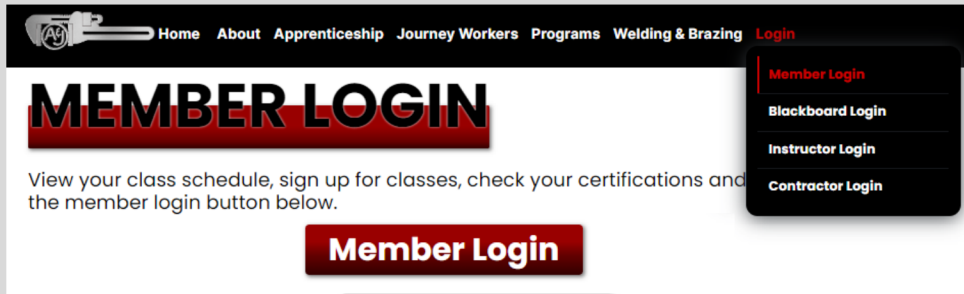 Home About Apprenticeship Journey Workers Programs Welding & Brazing Login
Member Login
Blackboard Login
Instructor Login
Contractor Login
MEMBER LOGIN
View your class schedule, sign up for classes, check your certifications and
the member login button below.
Member Login